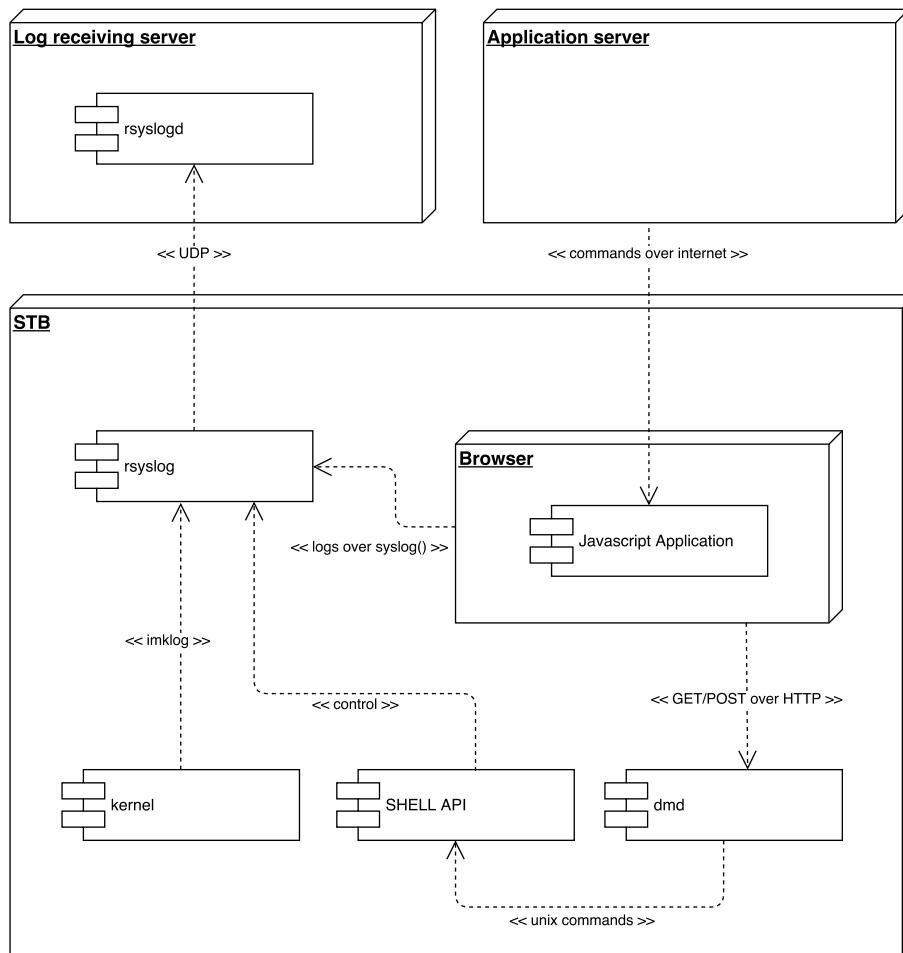 Log receiving server
Application server
rsyslogd
<< UDP >>
<< commands over internet >>
STB
rsyslog
Browser
Javascript Application
<< logs over syslog() >>
<< imklog >>
<< control >>
<< GET/POST over HTTP >>
kernel
SHELL API
dmd
<< unix commands >>